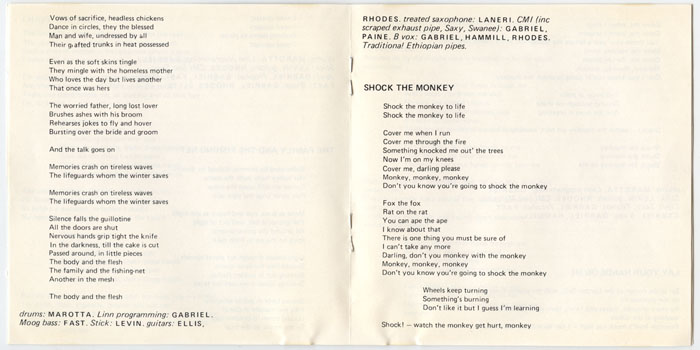 Vows of sacrifice, headless chickens
Dance in circles, they the blessed
Man and wife, undressed by all
Their grafted trunks in heat possessed
Even as the soft skins tingle
They mingle with the homeless mother
Who loves the day but lives another
That once was hers
The worried father, long lost lover
Brushes ashes with his broom
Rehearses jokes to fly and hover
Bursting over the bride and groom
And the talk goes on
Memories crash on tireless waves
The lifeguards whom the winter saves
Memories crash on tireless waves
The lifeguards whom the winter saves
Silence falls the guillotine
All the doors are shut
Nervous hands grip tight the knife
In the darkness, till the cake is cut
Passed around, in little pieces
The body and the flesh
The family and the fishing-net
Another in the mesh
The body and the flesh
drums: MAROTTA. Linn programming: GABRIEL.
Moog bass: FAST. Stick: LEVIN. guitars: ELLIS,
RHODES. treated saxophone: LANERI. CMI (inc
scraped exhaust pipe, Saxy, Swanee): GABRIEL,
PAINE. B vox: GABRIEL, HAMMILL, RHODES.
Traditional Ethiopian pipes.
SHOCK THE MONKEY
Shock the monkey to life
Shock the monkey to life
Cover me when I run
Cover me through the fire
Something knocked me out' the trees
Now I'm on my knees
Cover me, darling please
Monkey, monkey, monkey
Don't you know you're going to shock the monkey
Fox the fox
Rat on the rat
You can ape the ape
I know about that
There is one thing you must be sure of
I can't take any more
Darling, don't you monkey with the monkey
Monkey, monkey, monkey
Don't you know you're going to shock the monkey
Wheels keep turning
Something's burning
Don't like it but I guess I'm learning
Shock! – watch the monkey get hurt, monkey